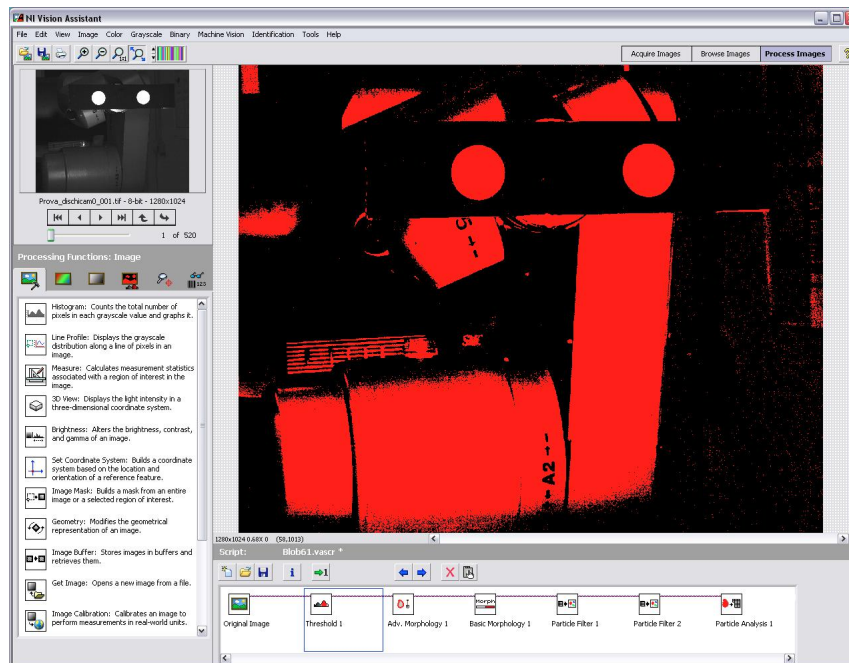 NI Vision Assistant
File Edit View Image Color Grayscale Binary Machine Vision Identification Tools Help
Acquire Images Browse Images Process Images
Prova_dischicam0_001.tif - 8-bit - 1280x1024
1 of 520
Processing Functions: Image
Histogram: Counts the total number of
pixels in each grayscale value and graphs it.
Line Profile: Displays the grayscale
distribution along a line of pixels in an
image.
Measure: Calculates measurement statistics
associated with a region of interest in the
image.
3D View: Displays the light intensity in a
three-dimensional coordinate system.
Brightness: Alters the brightness, contrast,
and gamma of an image.
Set Coordinate System: Builds a coordinate
system based on the location and
orientation of a reference feature.
Image Mask: Builds a mask from an entire
image or a selected region of interest.
Geometry: Modifies the geometrical
representation of an image.
Image Buffer: Stores images in buffers and
retrieves them.
Get Image: Opens a new image from a file.
Image Calibration: Calibrates an image to
perform measurements in real-world units.
5 + -
A2 + -
1280x1024 0.68X 0 (58,1013)
Script: Blob61.vascr *
Original Image Threshold 1 Adv. Morphology 1 Basic Morphology 1 Particle Filter 1 Particle Filter 2 Particle Analysis 1